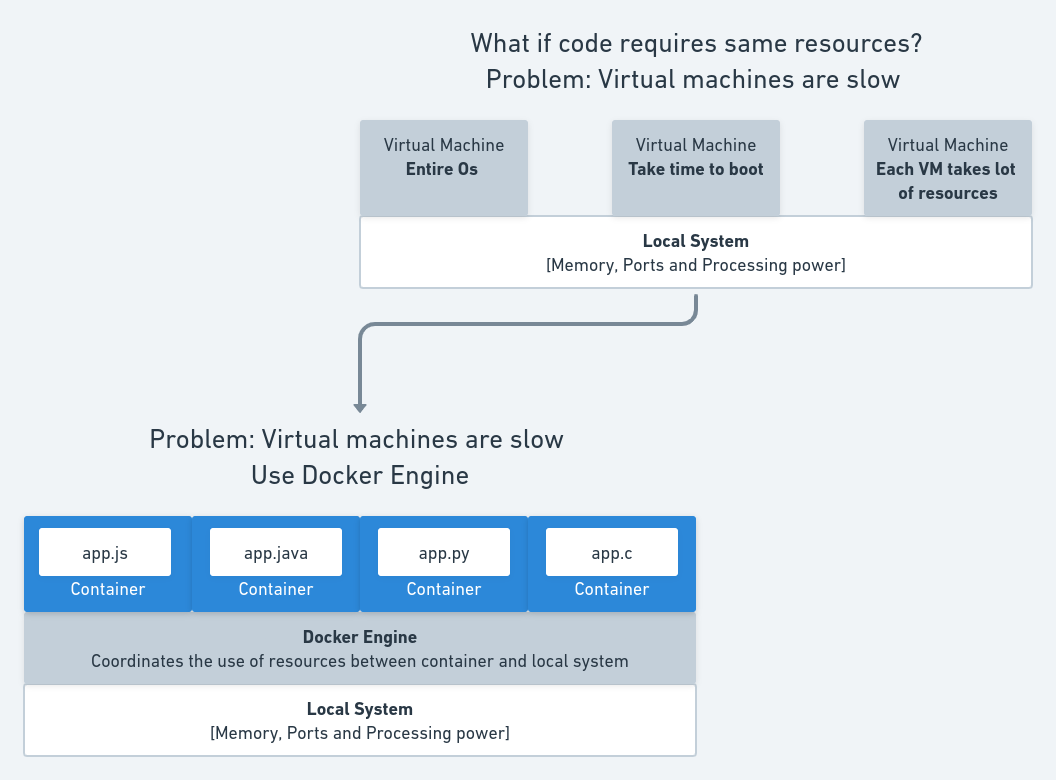 What if code requires same resources?
Problem: Virtual machines are slow
Virtual Machine
Entire Os
Virtual Machine
Take time to boot
Virtual Machine
Each VM takes lot
of resources
Local System
[Memory, Ports and Processing power]
Problem: Virtual machines are slow
Use Docker Engine
app.js
Container
app.java
Container
app.py
Container
app.c
Container
Docker Engine
Coordinates the use of resources between container and local system
Local System
[Memory, Ports and Processing power]